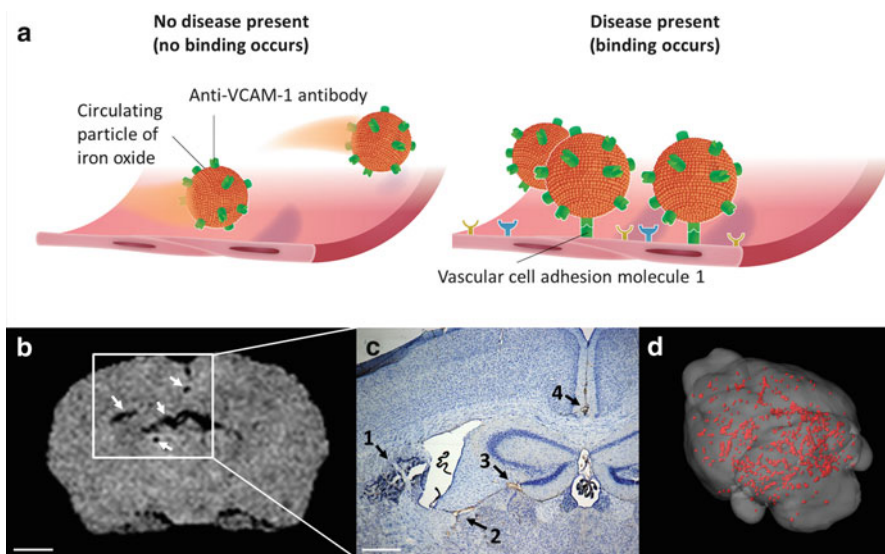 a
No disease present
(no binding occurs)
Disease present
(binding occurs)
Anti-VCAM-1 antibody
Circulating
particle of
iron oxide
Vascular cell adhesion molecule 1
b
c
4
1
3
2
d